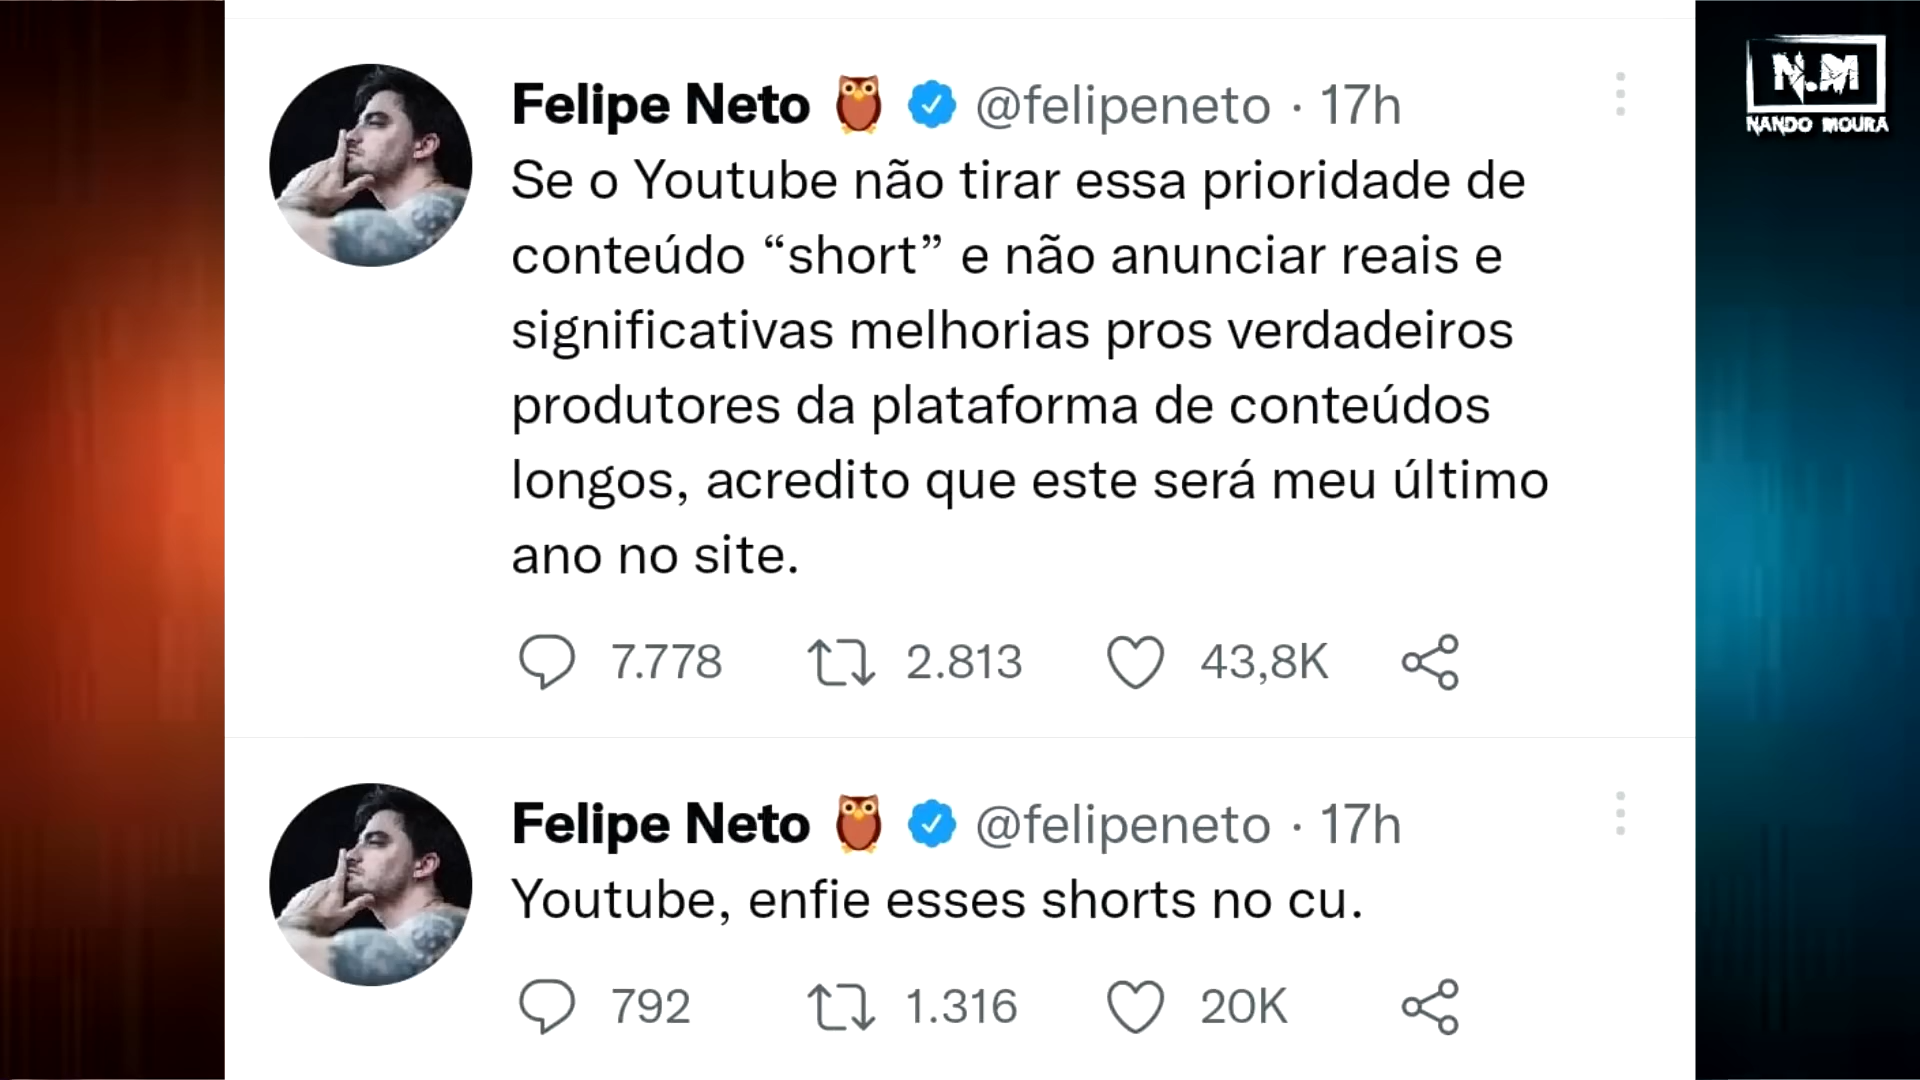 Felipe Neto 🦉 @felipeneto · 17h
Se o Youtube não tirar essa prioridade de
conteúdo “short” e não anunciar reais e
significativas melhorias pros verdadeiros
produtores da plataforma de conteúdos
longos, acredito que este será meu último
ano no site.
7.778 2.813 43,8K
Felipe Neto 🦉 @felipeneto · 17h
Youtube, enfie esses shorts no cu.
792 1.316 20K
N.M
NANDO MOURA